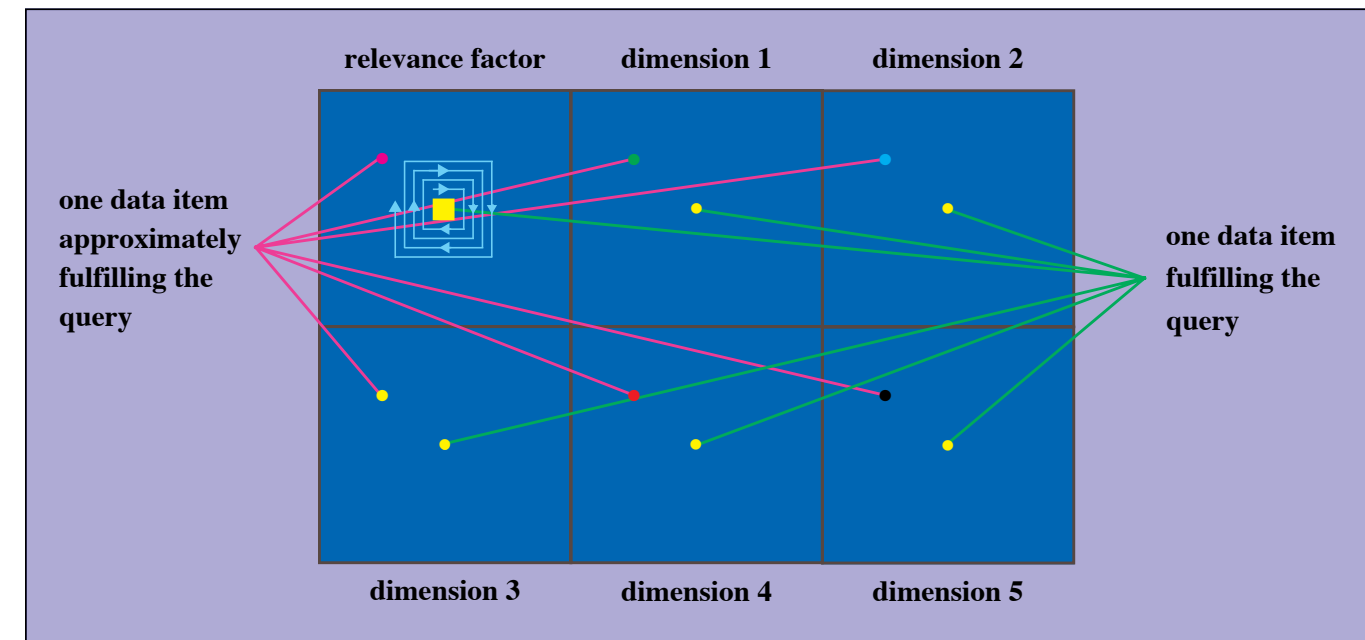 relevance factor
dimension 1
dimension 2
one data item
approximately
fulfilling the
query
one data item
fulfilling the
query
dimension 3
dimension 4
dimension 5